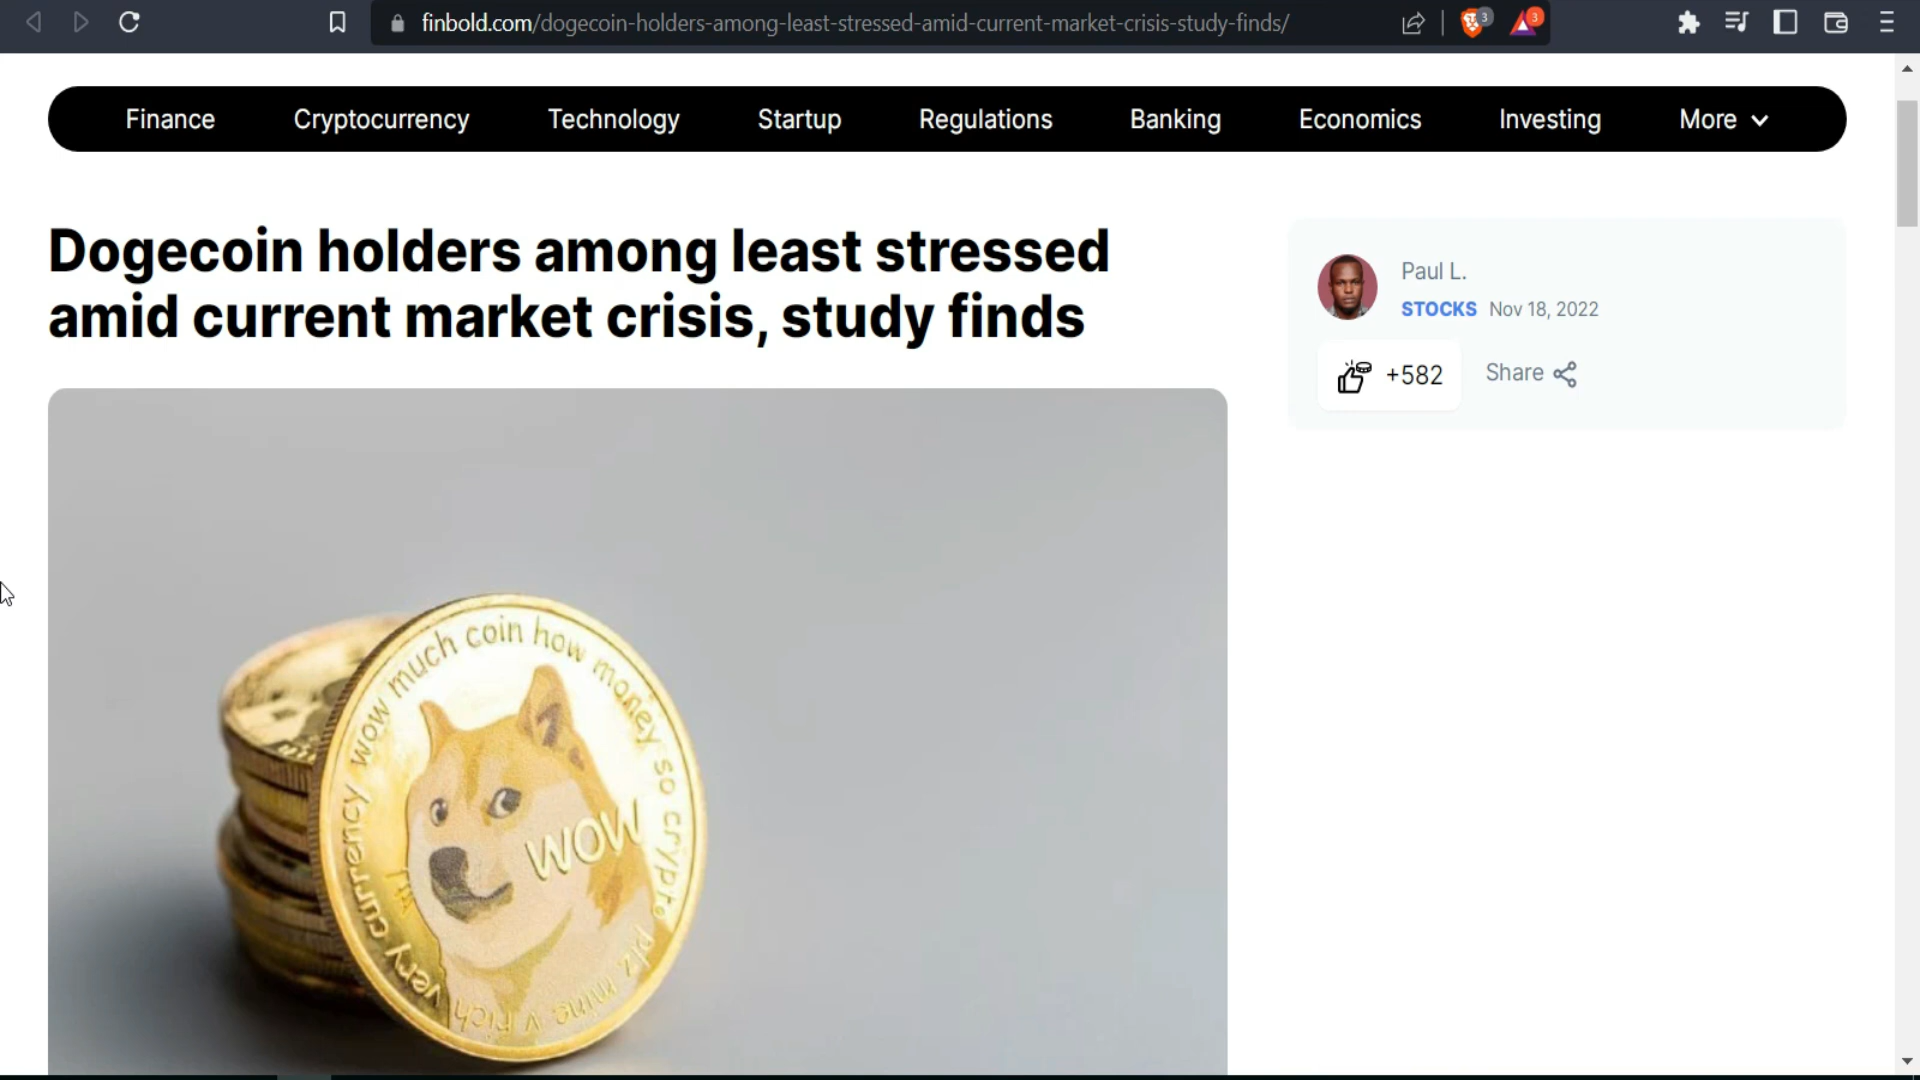 finbold.com/dogecoin-holders-among-least-stressed-amid-current-market-crisis-study-finds/
3
3
Finance Cryptocurrency Technology Startup Regulations Banking Economics Investing More
Dogecoin holders among least stressed
amid current market crisis, study finds
Paul L.
STOCKS Nov 18, 2022
+582 Share
very currency wow much coin how money so crypto plz mine v rich
wow